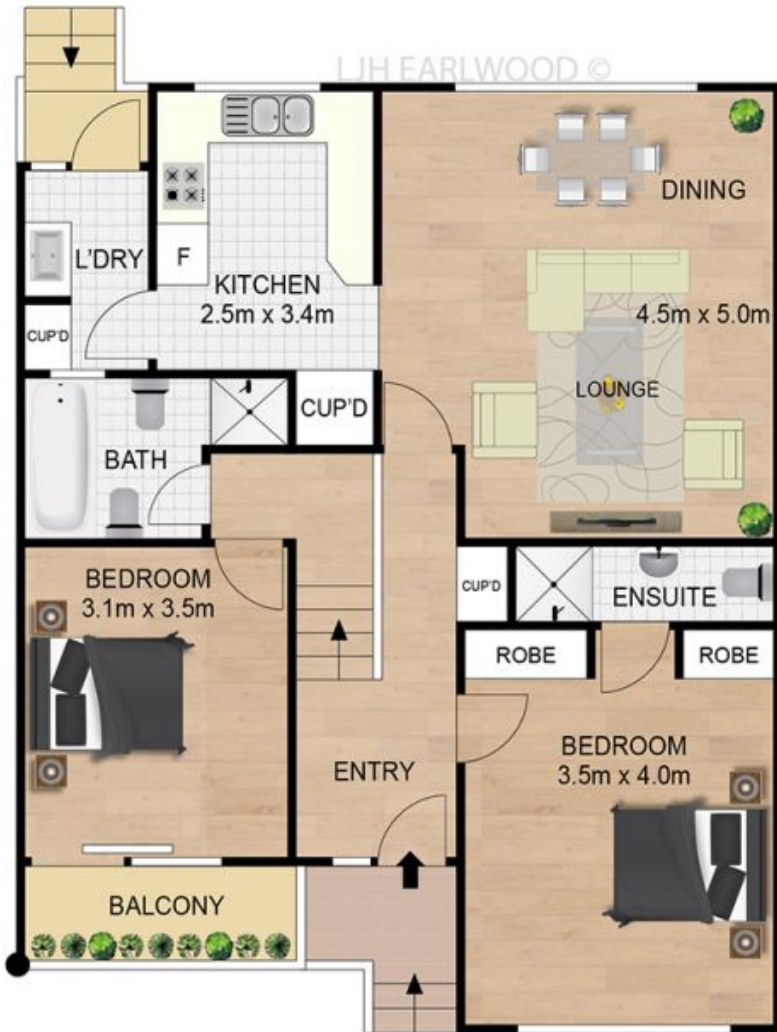 LJH EARLWOOD ©
DINING
L'DRY
F
KITCHEN
2.5m x 3.4m
4.5m x 5.0m
CUP'D
LOUNGE
CUP'D
BATH
BEDROOM
3.1m x 3.5m
CUP'D
ENSUITE
ROBE
ROBE
ENTRY
BEDROOM
3.5m x 4.0m
BALCONY